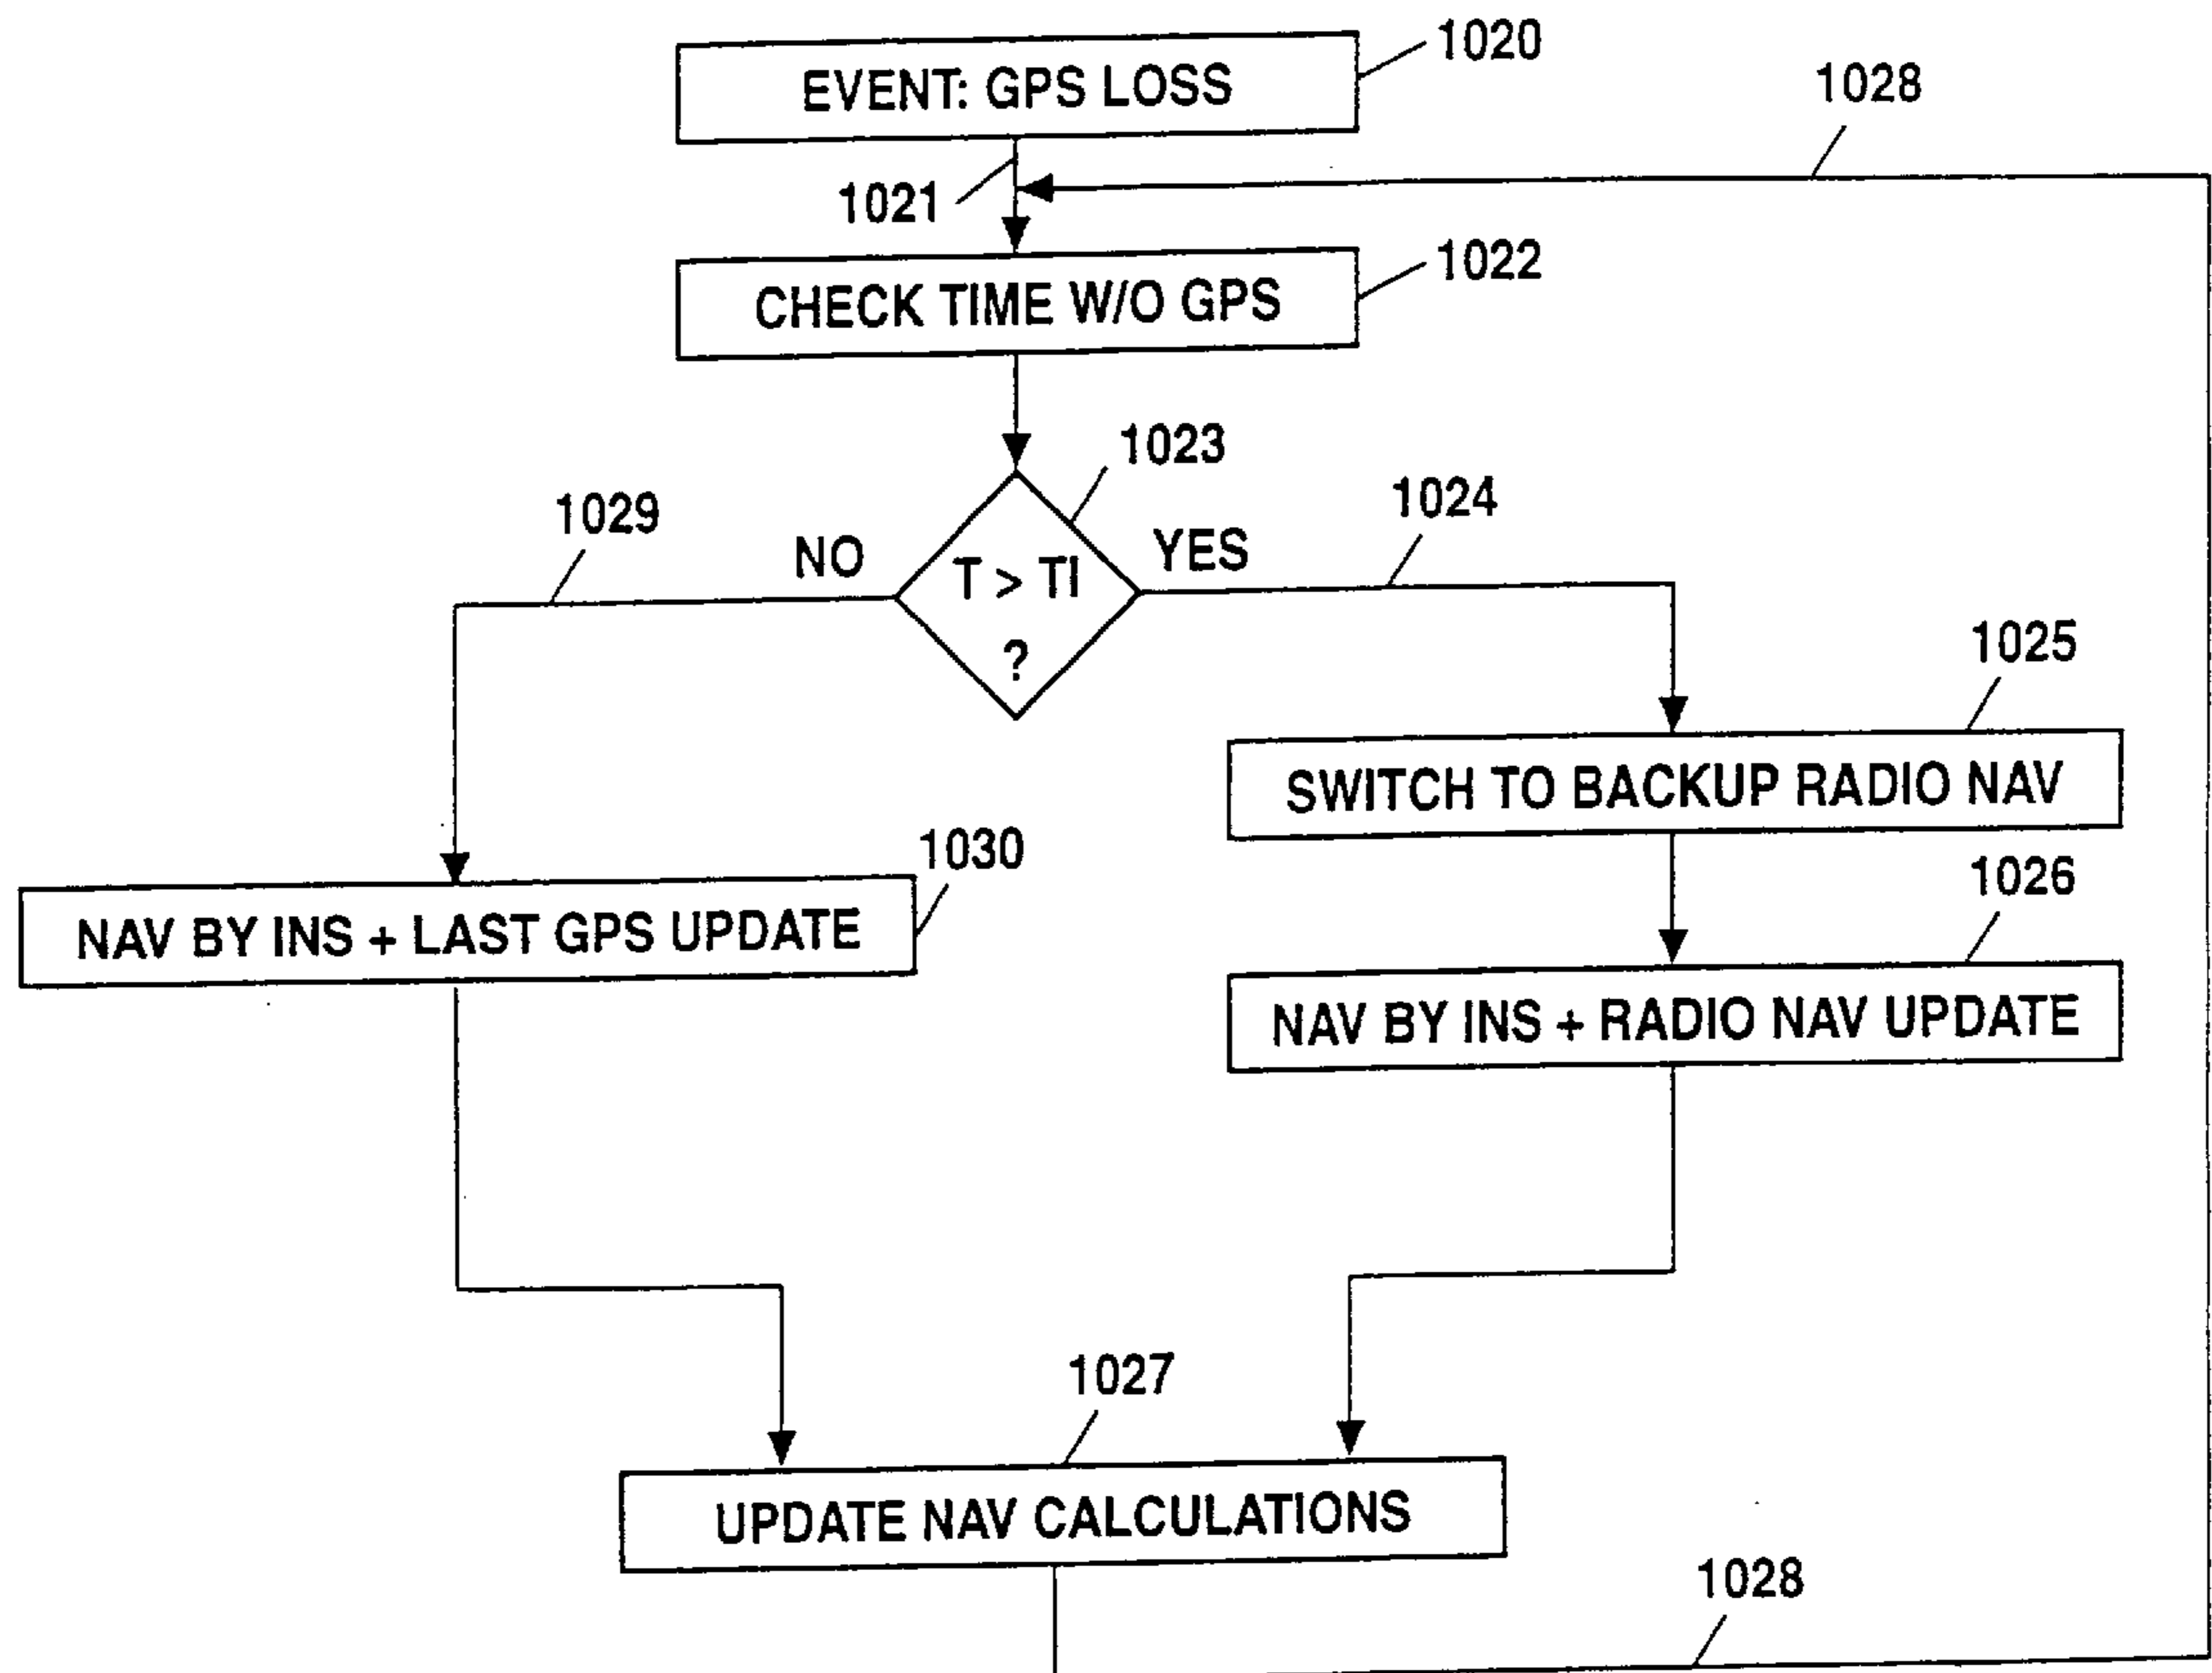 1020
EVENT: GPS LOSS
1028
1021
1022
CHECK TIME W/O GPS
1023
1029
1024
NO
YES
T > TI
?
1025
SWITCH TO BACKUP RADIO NAV
1030
1026
NAV BY INS + LAST GPS UPDATE
NAV BY INS + RADIO NAV UPDATE
1027
UPDATE NAV CALCULATIONS
1028